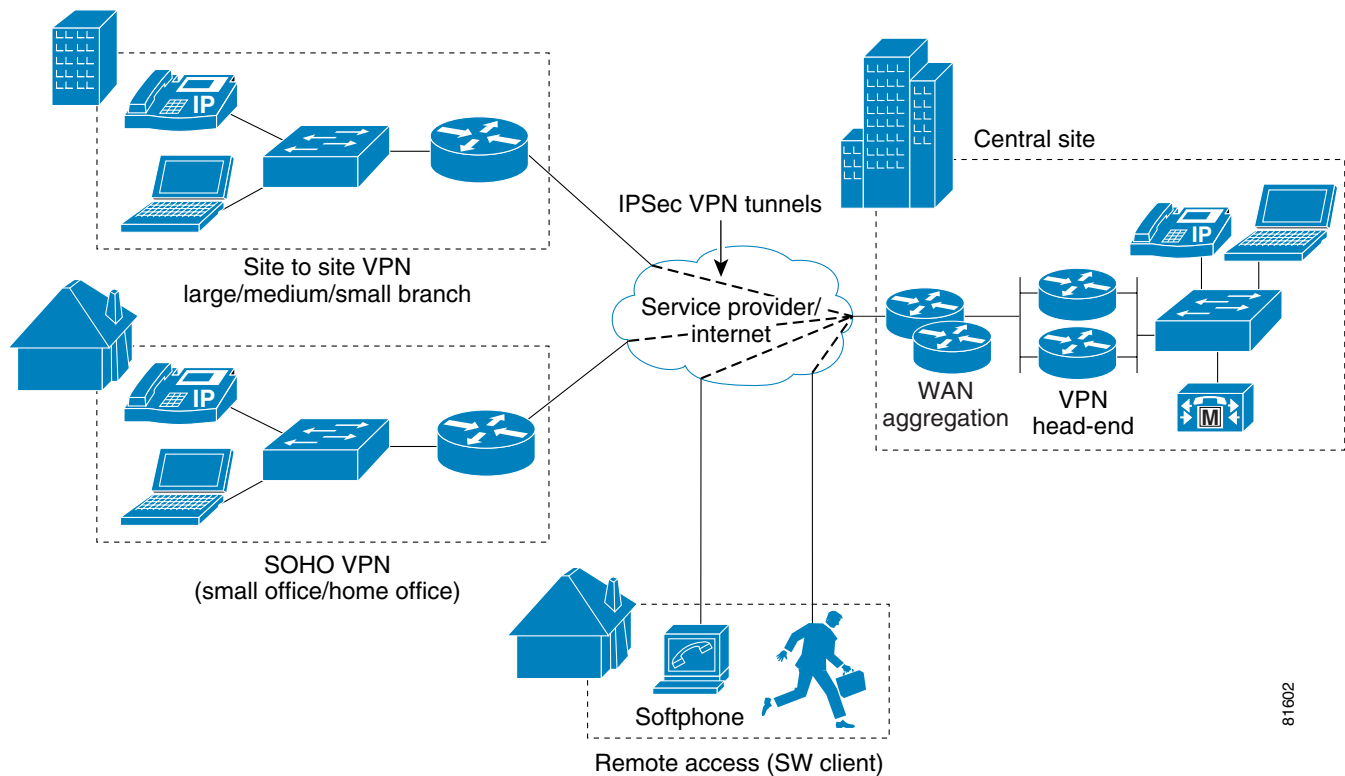 IP
Site to site VPN
large/medium/small branch
IP
SOHO VPN
(small office/home office)
IPSec VPN tunnels
Service provider/
internet
Central site
IP
WAN
aggregation
VPN
head-end
M
Softphone
Remote access (SW client)
81602